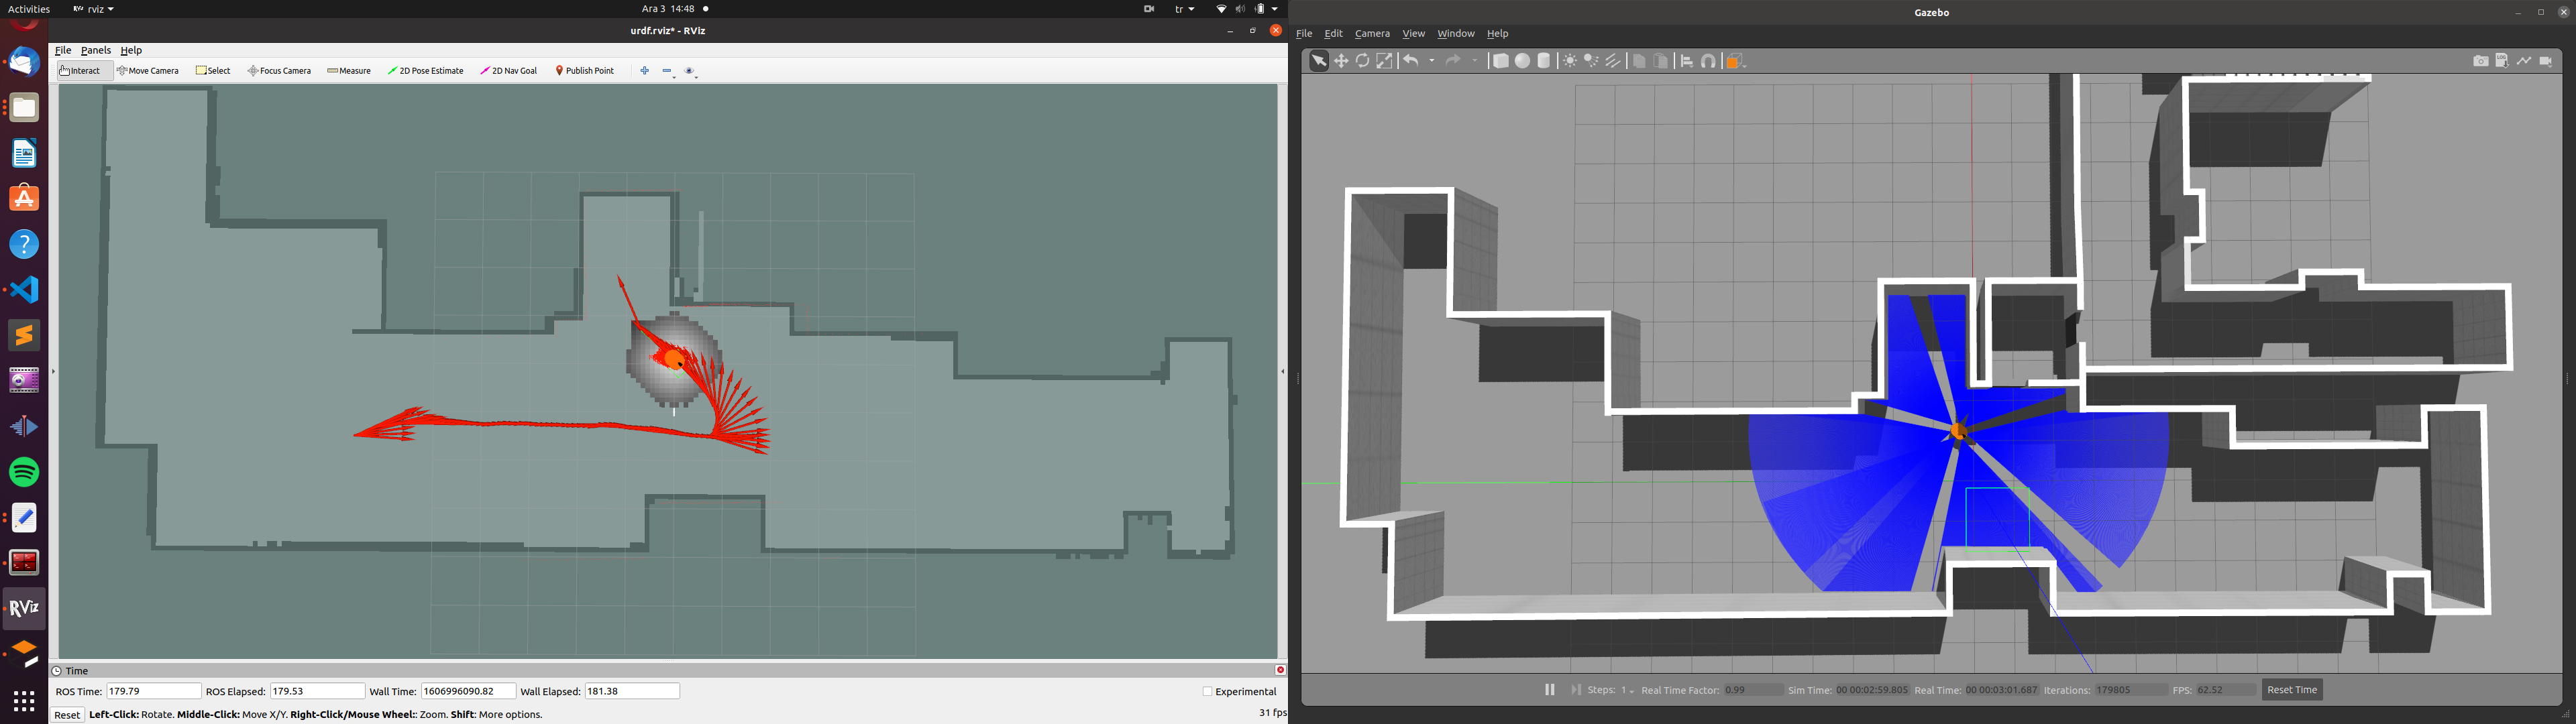 Activities
rviz
Ara 3 14:48
tr
urdf.rviz* - RViz
File Panels Help
Interact Move Camera Select Focus Camera Measure 2D Pose Estimate 2D Nav Goal Publish Point
RViz
Time
ROS Time: 179.79 ROS Elapsed: 179.53 Wall Time: 1606996090.82 Wall Elapsed: 181.38 Experimental
Reset Left-Click: Rotate. Middle-Click: Move X/Y. Right-Click/Mouse Wheel:: Zoom. Shift: More options. 31 fps
Gazebo
File Edit Camera View Window Help
Steps: 1 Real Time Factor: 0.99 Sim Time: 00 00:02:59.805 Real Time: 00 00:03:01.687 Iterations: 179805 FPS: 62.52 Reset Time